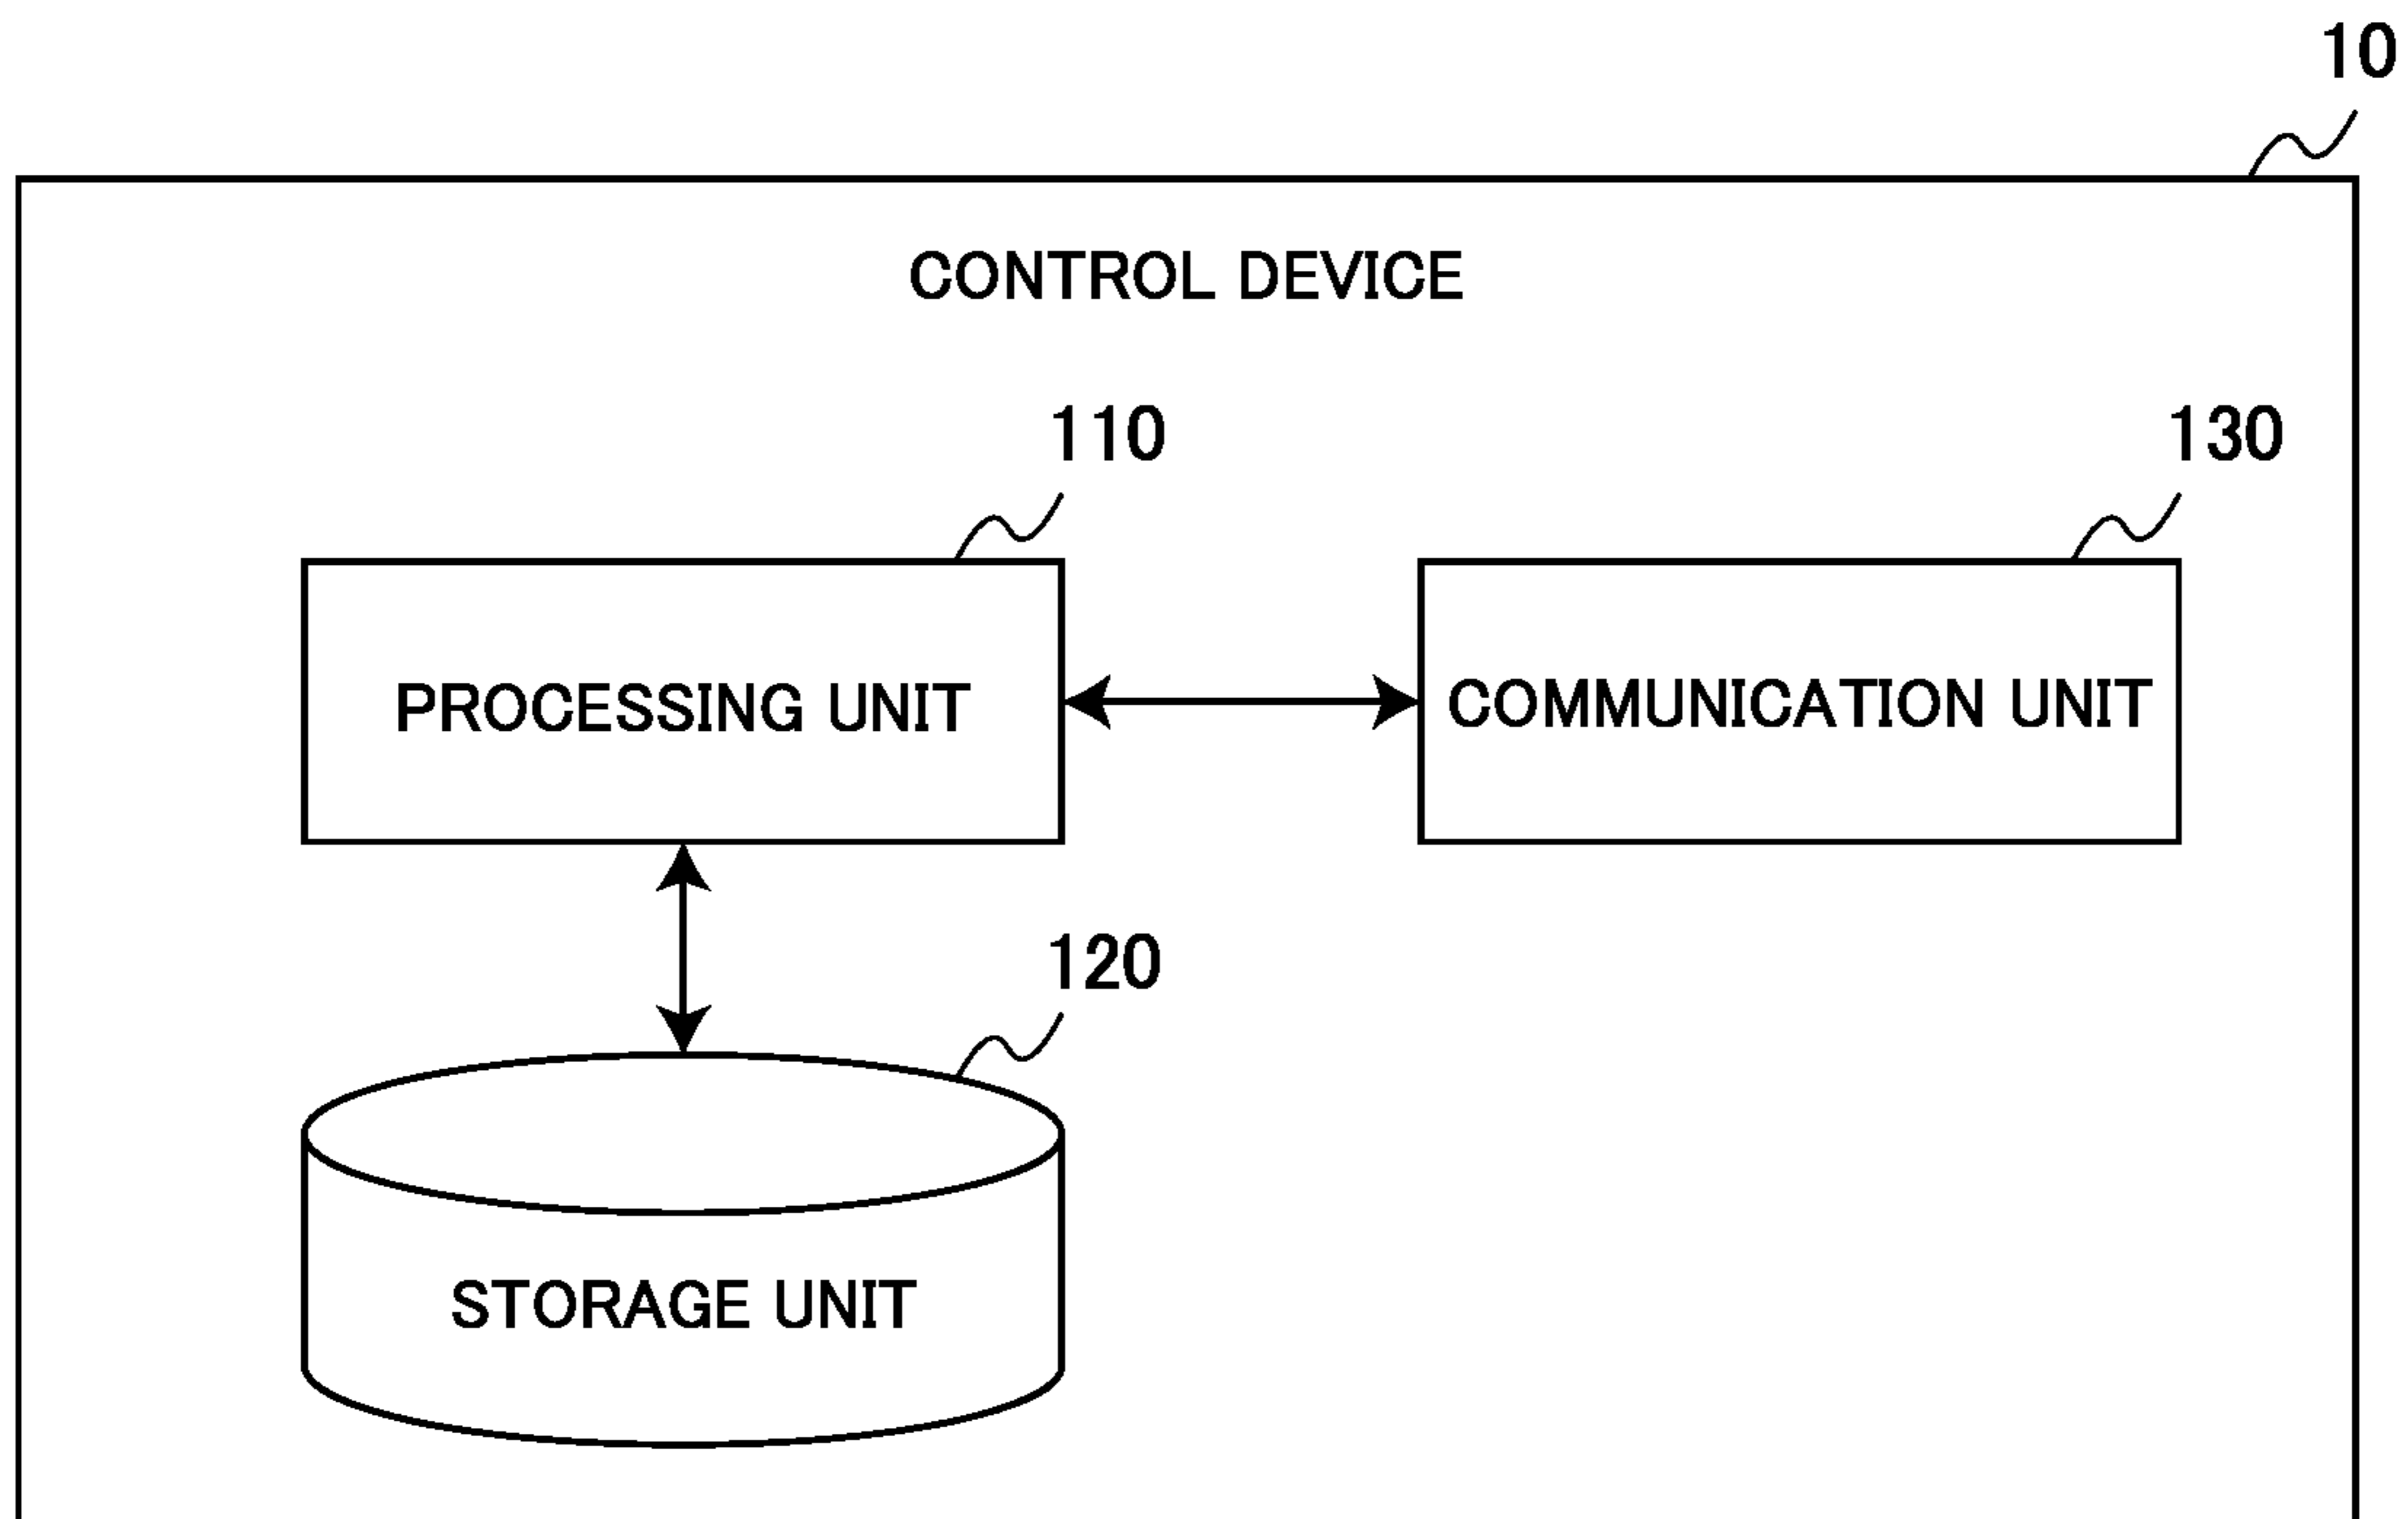 10
CONTROL DEVICE
110
130
PROCESSING UNIT
COMMUNICATION UNIT
120
STORAGE UNIT